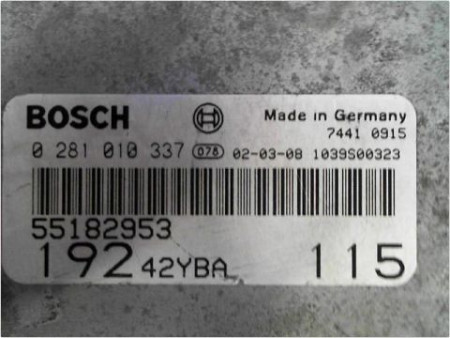 BOSCH Made in Germany
7441 0915
0 281 010 337 078 02-03-08 1039S00323
55182953
192 42YBA 115